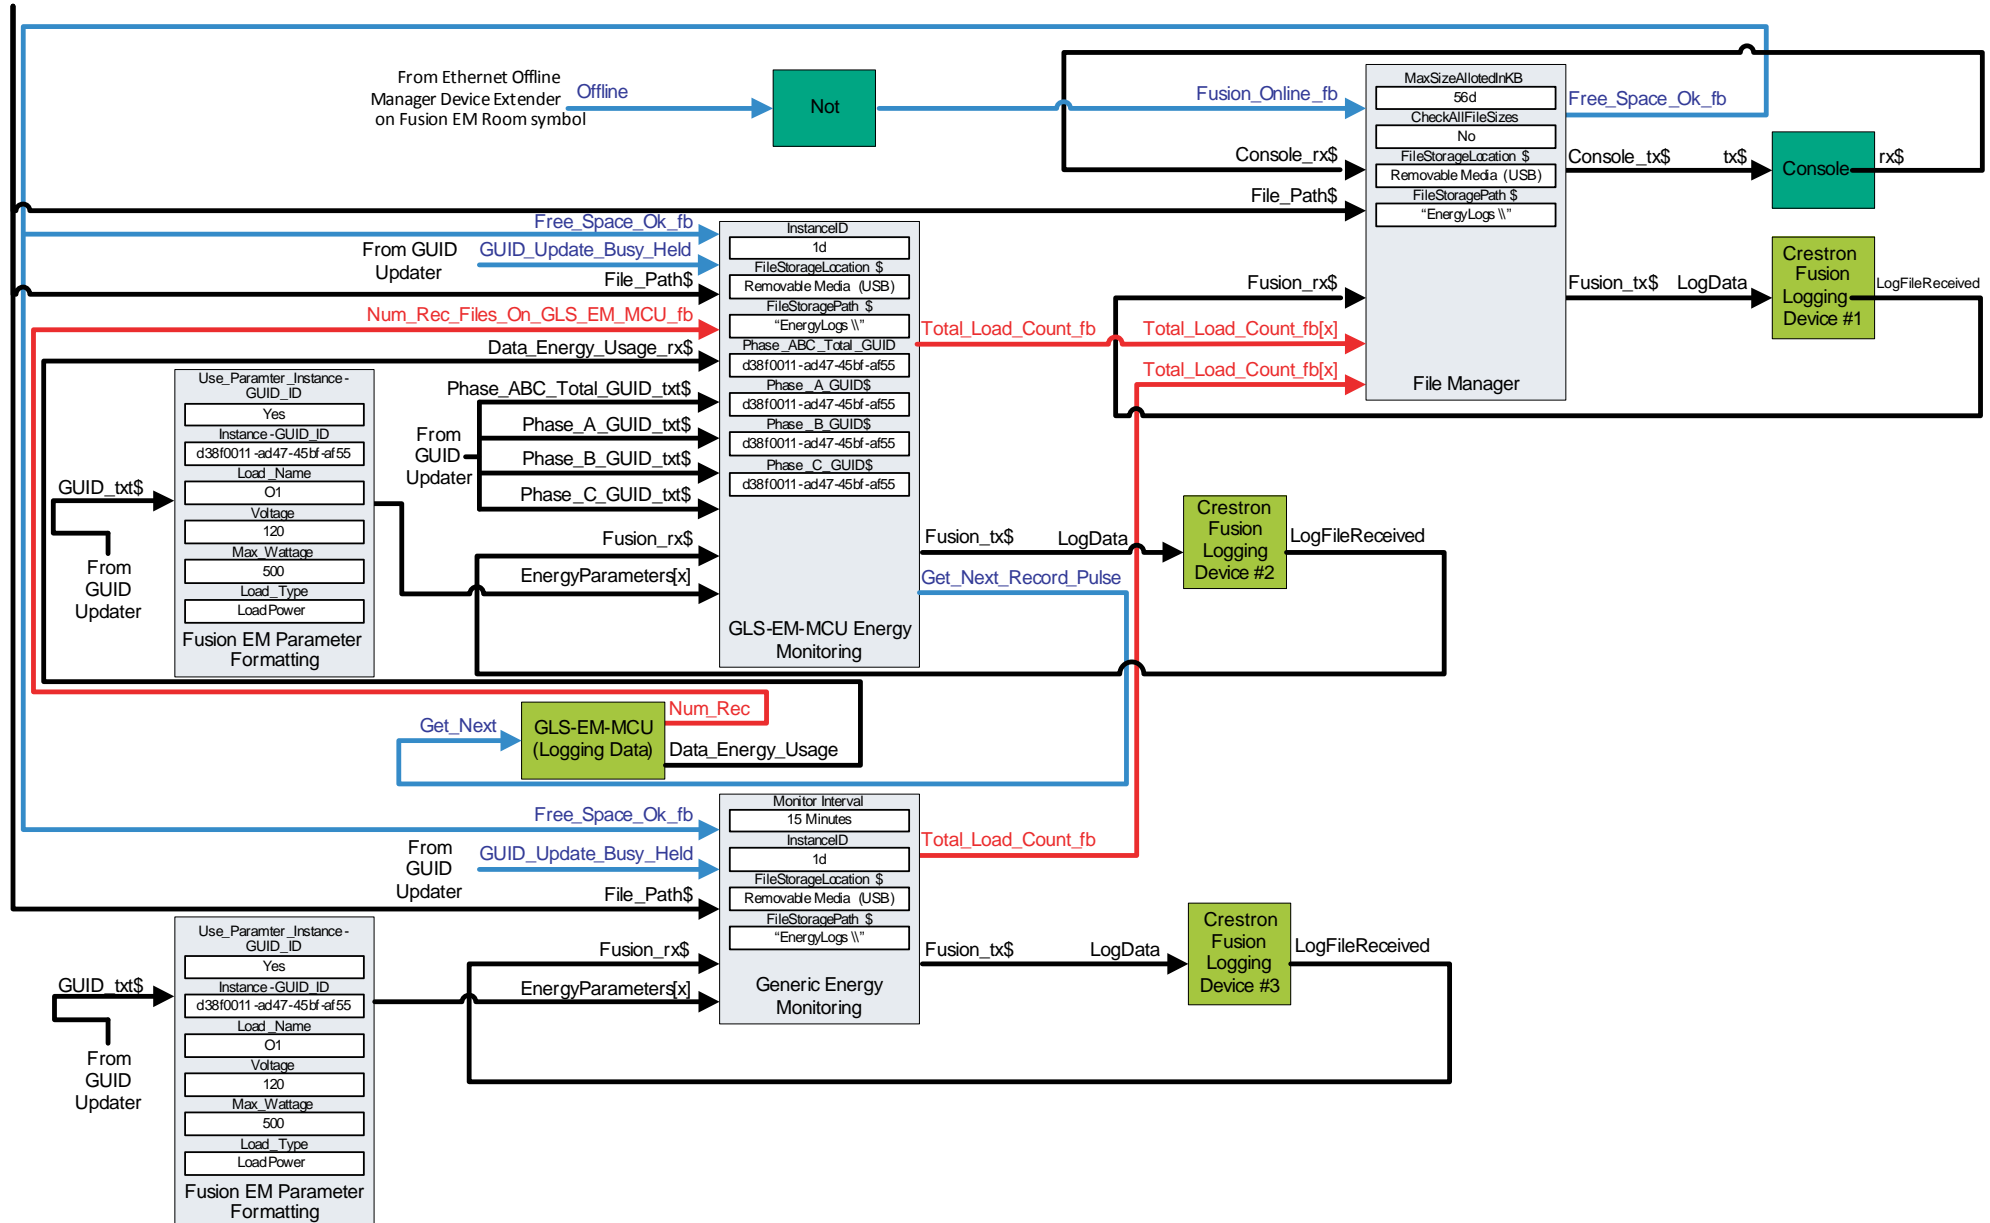 From Ethernet Offline
Manager Device Extender
on Fusion EM Room symbol
Offline
Not
Fusion_Online_fb
Console_rx$
File_Path$
MaxSizeAllotedInKB
56d
CheckAllFileSizes
No
FileStorageLocation $
Removable Media (USB)
FileStoragePath $
“EnergyLogs \\”
File Manager
Free_Space_Ok_fb
Console_tx$
tx$
Console
rx$
Fusion_rx$
Total_Load_Count_fb[x]
Total_Load_Count_fb[x]
Fusion_tx$
LogData
Crestron
Fusion
Logging
Device #1
LogFileReceived
Free_Space_Ok_fb
From GUID
Updater
GUID_Update_Busy_Held
File_Path$
Num_Rec_Files_On_GLS_EM_MCU_fb
Data_Energy_Usage_rx$
Phase_ABC_Total_GUID_txt$
Phase_A_GUID_txt$
From
GUID
Updater
Phase_B_GUID_txt$
Phase_C_GUID_txt$
Fusion_rx$
EnergyParameters[x]
InstanceID
1d
FileStorageLocation $
Removable Media (USB)
FileStoragePath $
“EnergyLogs \\”
Phase_ABC_Total_GUID
d38f0011-ad47-45bf-af55
Phase_A_GUID$
d38f0011-ad47-45bf-af55
Phase_B_GUID$
d38f0011-ad47-45bf-af55
Phase_C_GUID$
d38f0011-ad47-45bf-af55
GLS-EM-MCU Energy
Monitoring
Total_Load_Count_fb
Fusion_tx$
LogData
Get_Next_Record_Pulse
Crestron
Fusion
Logging
Device #2
LogFileReceived
GUID_txt$
From
GUID
Updater
Use_Paramter_Instance-
GUID_ID
Yes
Instance-GUID_ID
d38f0011-ad47-45bf-af55
Load_Name
O1
Voltage
120
Max_Wattage
500
Load_Type
LoadPower
Fusion EM Parameter
Formatting
Get_Next
GLS-EM-MCU
(Logging Data)
Num_Rec
Data_Energy_Usage
Free_Space_Ok_fb
From
GUID
Updater
GUID_Update_Busy_Held
File_Path$
Fusion_rx$
EnergyParameters[x]
Monitor Interval
15 Minutes
InstanceID
1d
FileStorageLocation $
Removable Media (USB)
FileStoragePath $
“EnergyLogs \\”
Generic Energy
Monitoring
Total_Load_Count_fb
Fusion_tx$
LogData
Crestron
Fusion
Logging
Device #3
LogFileReceived
GUID_txt$
From
GUID
Updater
Use_Paramter_Instance-
GUID_ID
Yes
Instance-GUID_ID
d38f0011-ad47-45bf-af55
Load_Name
O1
Voltage
120
Max_Wattage
500
Load_Type
LoadPower
Fusion EM Parameter
Formatting